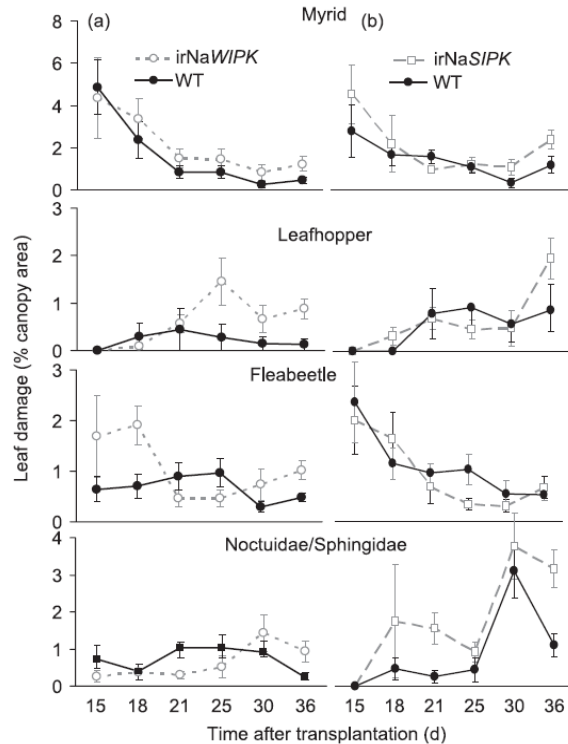 (a) Myrid (b)
irNaWIPK
WT
irNaSIPK
WT
8
6
4
2
0
Leafhopper
3
2
1
0
Fleabeetle
3
2
1
0
Noctuidae/Sphingidae
4
3
2
1
0
15 18 21 25 30 36 15 18 21 25 30 36
Time after transplantation (d)
Leaf damage (% canopy area)